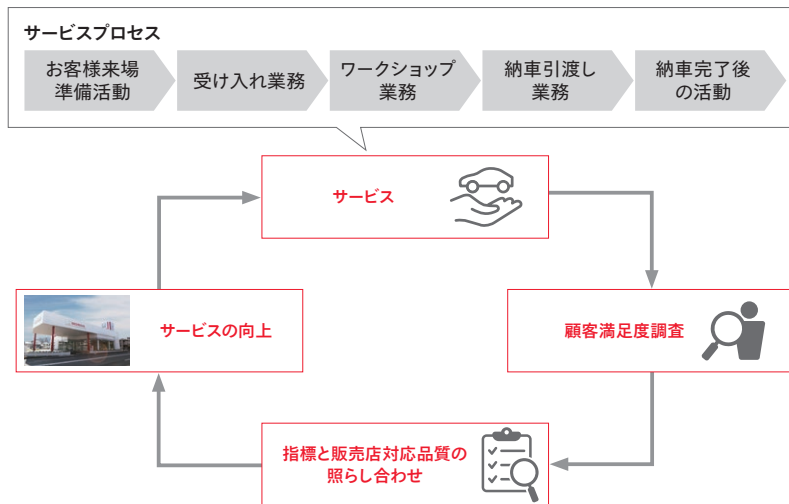 サービスプロセス
お客様来場
準備活動
受け入れ業務
ワークショップ
業務
納車引渡し
業務
納車完了後
の活動
サービス
サービスの向上
顧客満足度調査
指標と販売店対応品質の
照らし合わせ